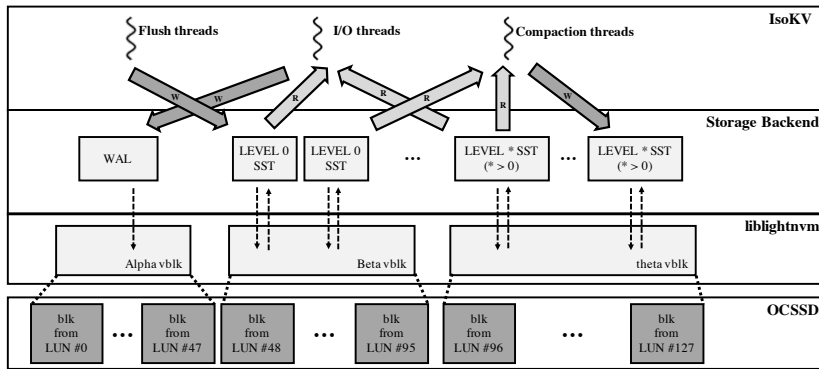 IsoKV
Flush threads
I/O threads
Compaction threads
W
W
R
R
R
R
W
Storage Backend
WAL
LEVEL 0
SST
LEVEL 0
SST
...
LEVEL * SST
(* > 0)
...
LEVEL * SST
(* > 0)
liblightnvm
Alpha vblk
Beta vblk
theta vblk
OCSSD
blk
from
LUN #0
...
blk
from
LUN #47
blk
from
LUN #48
...
blk
from
LUN #95
blk
from
LUN #96
...
blk
from
LUN #127